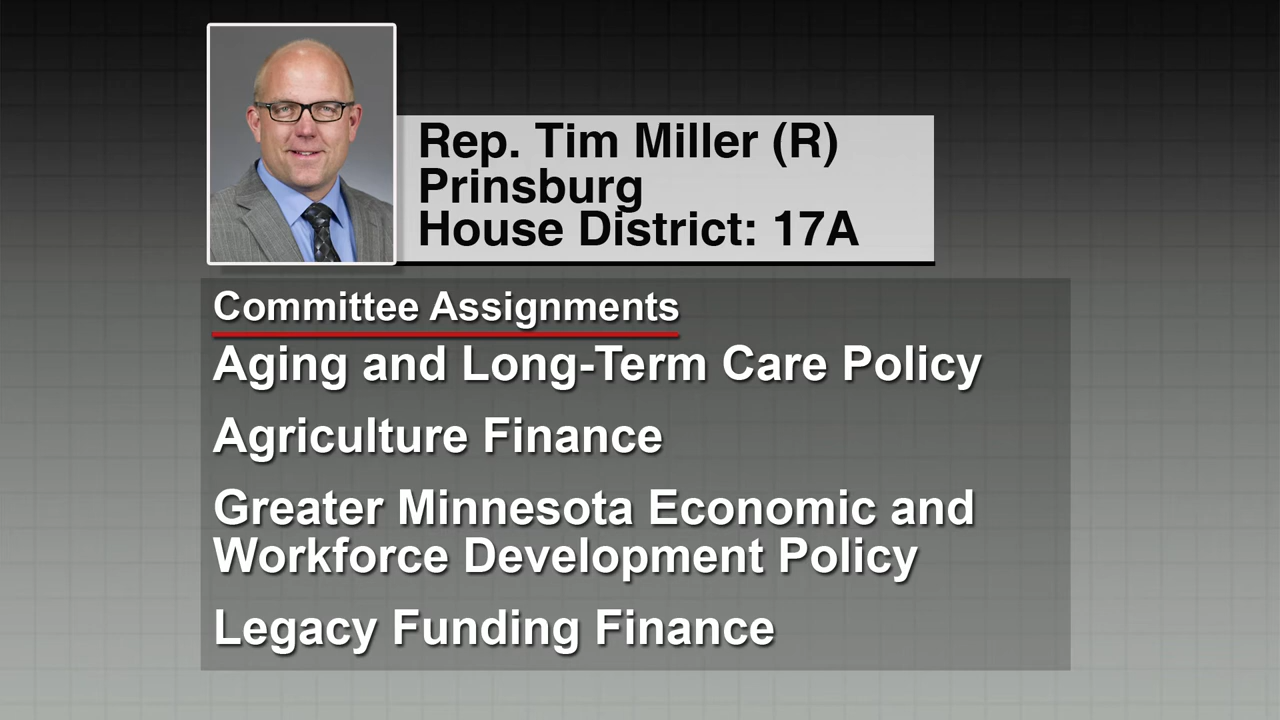 Rep. Tim Miller (R)
Prinsburg
House District: 17A
Committee Assignments
Aging and Long-Term Care Policy
Agriculture Finance
Greater Minnesota Economic and
Workforce Development Policy
Legacy Funding Finance